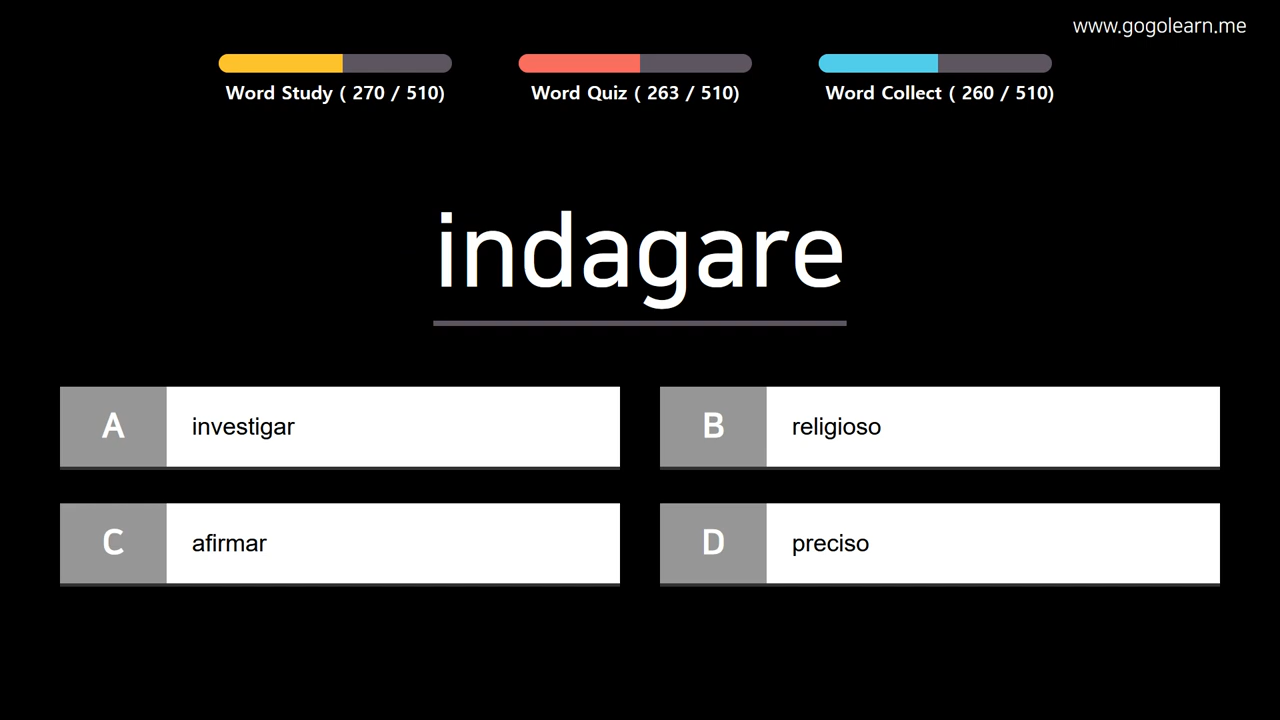 www.gogolearn.me
Word Study ( 270 / 510)
Word Quiz ( 263 / 510)
Word Collect ( 260 / 510)
indagare
A investigar
B religioso
C afirmar
D preciso